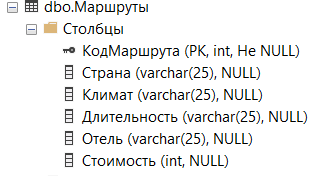 dbo.Маршруты
Столбцы
КодМаршрута (PK, int, Не NULL)
Страна (varchar(25), NULL)
Климат (varchar(25), NULL)
Длительность (varchar(25), NULL)
Отель (varchar(25), NULL)
Стоимость (int, NULL)